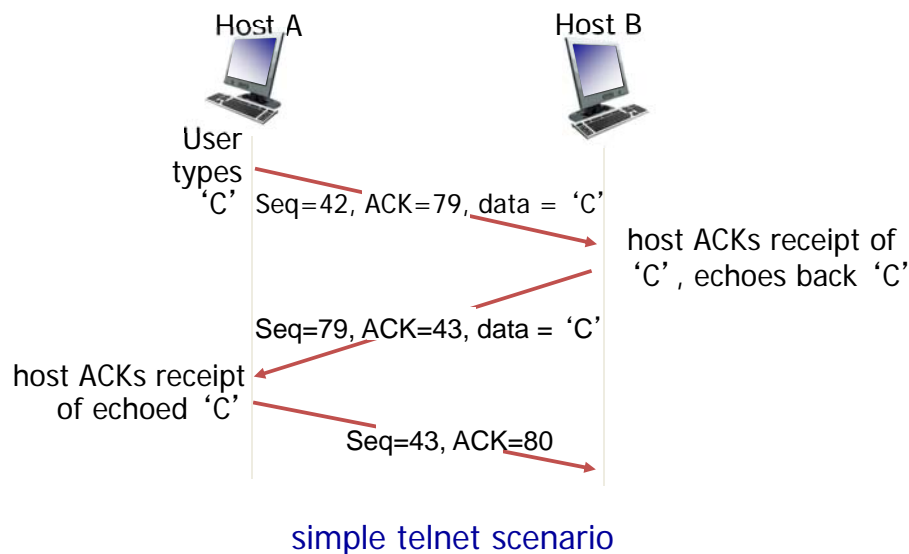 Host A
Host B
User
types
‘C’
Seq=42, ACK=79, data = ‘C’
host ACKs receipt of
‘C’, echoes back ‘C’
Seq=79, ACK=43, data = ‘C’
host ACKs receipt
of echoed ‘C’
Seq=43, ACK=80
simple telnet scenario